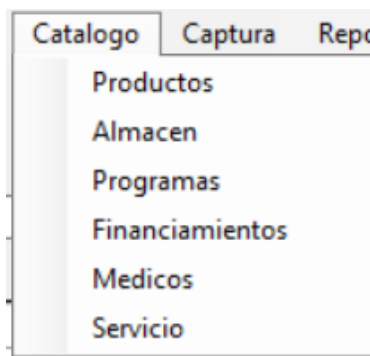 Catalogo Captura
Productos
Almacen
Programas
Financiamientos
Medicos
Servicio